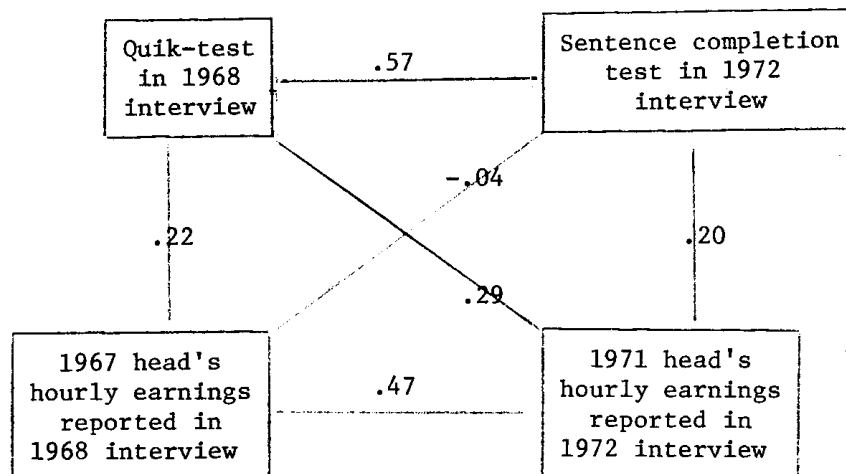 Quik-test
in 1968
interview
.57
Sentence completion
test in 1972
interview
-.04
.22
.20
.29
1967 head's
hourly earnings
reported in
1968 interview
.47
1971 head's
hourly earnings
reported in
1972 interview